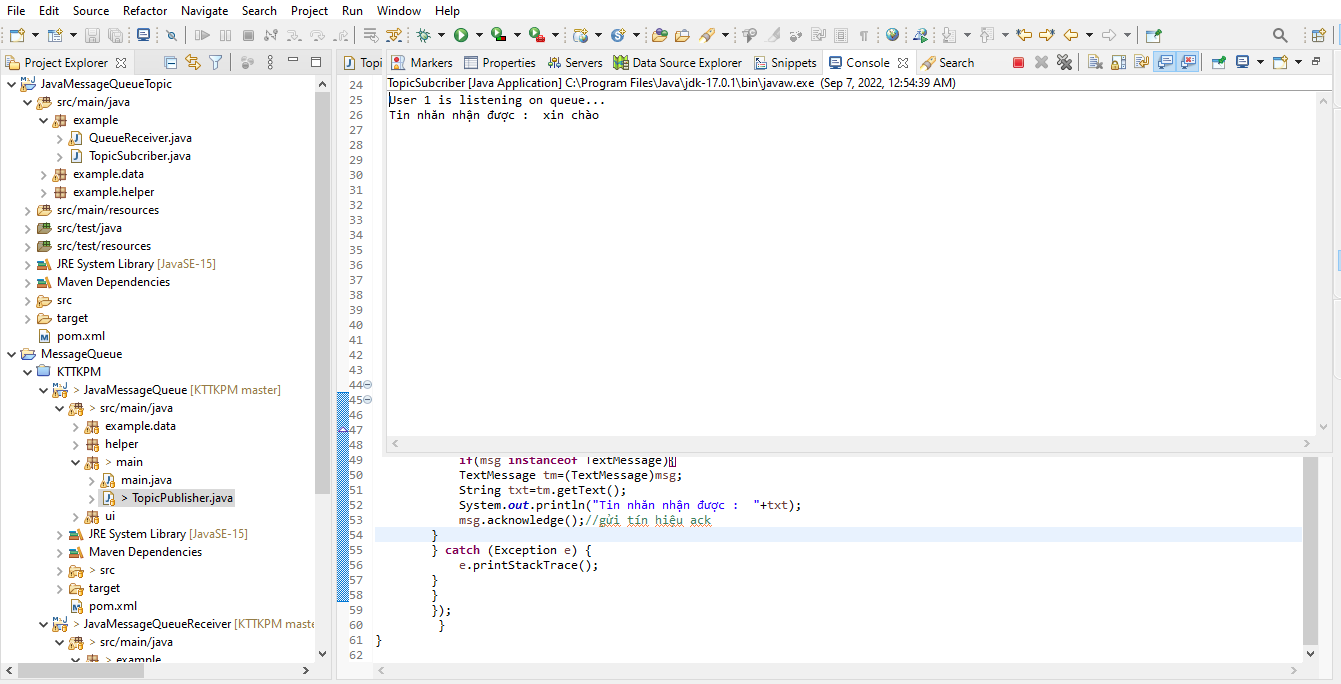 File Edit Source Refactor Navigate Search Project Run Window Help
Project Explorer
JavaMessageQueueTopic
src/main/java
example
QueueReceiver.java
TopicSubcriber.java
example.data
example.helper
src/main/resources
src/test/java
src/test/resources
JRE System Library [JavaSE-15]
Maven Dependencies
src
target
pom.xml
MessageQueue
KTTKPM
> JavaMessageQueue [KTTKPM master]
> src/main/java
example.data
helper
> main
main.java
> TopicPublisher.java
ui
JRE System Library [JavaSE-15]
Maven Dependencies
> src
target
pom.xml
> JavaMessageQueueReceiver [KTTKPM maste
> src/main/java
> example
Topi Markers Properties Servers Data Source Explorer Snippets Console Search
TopicSubcriber [Java Application] C:\Program Files\Java\jdk-17.0.1\bin\javaw.exe (Sep 7, 2022, 12:54:39 AM)
User 1 is listening on queue...
Tin nhăn nhận được :  xin chào
24
25
26
27
28
29
30
31
32
33
34
35
36
37
38
39
40
41
42
43
44
45
46
47
48
49 if(msg instanceof TextMessage){
50 TextMessage tm=(TextMessage)msg;
51 String txt=tm.getText();
52 System.out.println("Tin nhăn nhận được :  "+txt);
53 msg.acknowledge();//gửi tín hiệu ack
54 }
55 } catch (Exception e) {
56 e.printStackTrace();
57 }
58 }
59 });
60 }
61 }
62